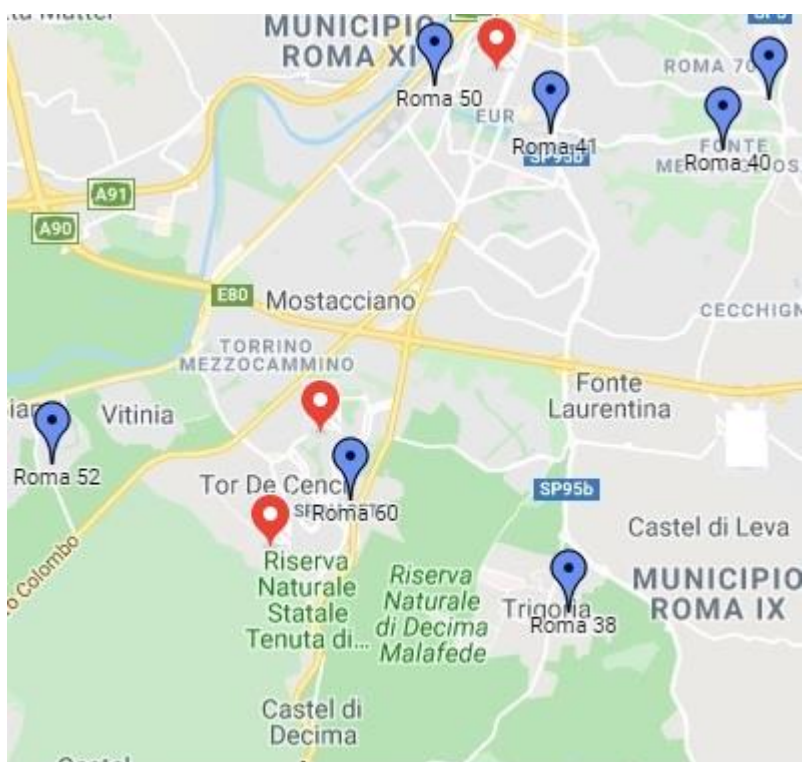 MUNICIPIO
ROMA XI
Roma 50
EUR
Roma 41
SP95b
ROMA 70
FONTE
Roma 40
A91
A90
E80
Mostacciano
CECCHIGN
TORRINO
MEZZOCAMMINO
Fonte
Laurentina
Vitinia
Roma 52
Tor De Cenci
Roma 60
SP95b
Castel di Leva
o Colombo
Riserva
Naturale
Statale
Tenuta di...
Riserva
Naturale
di Decima
Malafede
Trigoria
Roma 38
MUNICIPIO
ROMA IX
Castel di
Decima